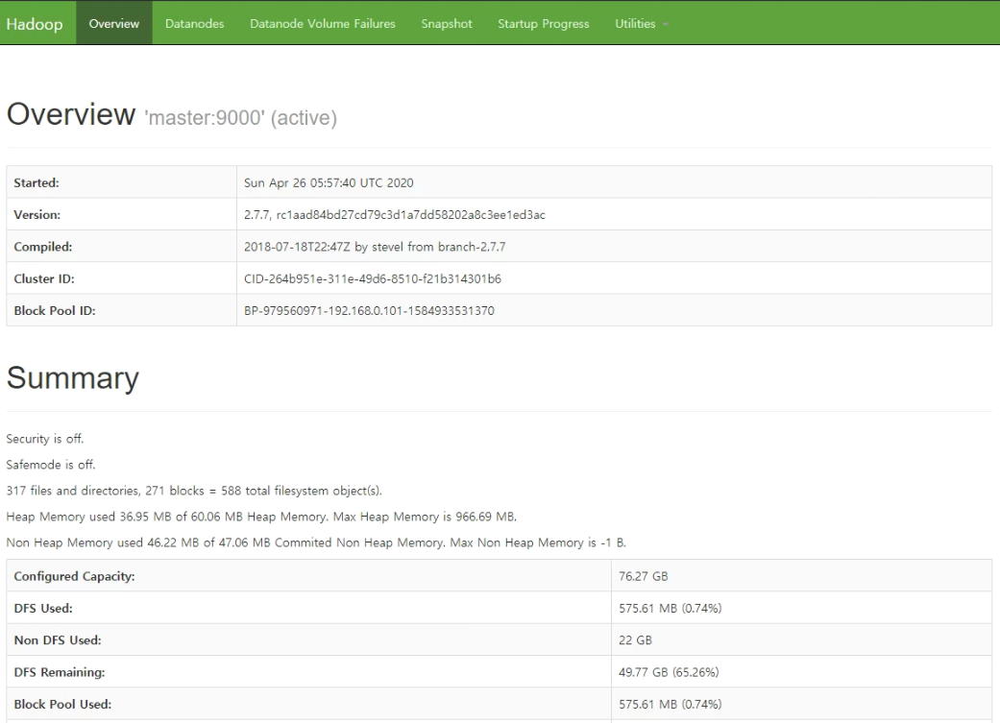 Hadoop Overview Datanodes Datanode Volume Failures Snapshot Startup Progress Utilities
Overview 'master:9000' (active)
Started: Sun Apr 26 05:57:40 UTC 2020
Version: 2.7.7, rc1aad84bd27cd79c3d1a7dd58202a8c3ee1ed3ac
Compiled: 2018-07-18T22:47Z by stevel from branch-2.7.7
Cluster ID: CID-264b951e-311e-49d6-8510-f21b314301b6
Block Pool ID: BP-979560971-192.168.0.101-1584933531370
Summary
Security is off.
Safemode is off.
317 files and directories, 271 blocks = 588 total filesystem object(s).
Heap Memory used 36.95 MB of 60.06 MB Heap Memory. Max Heap Memory is 966.69 MB.
Non Heap Memory used 46.22 MB of 47.06 MB Commited Non Heap Memory. Max Non Heap Memory is -1 B.
Configured Capacity: 76.27 GB
DFS Used: 575.61 MB (0.74%)
Non DFS Used: 22 GB
DFS Remaining: 49.77 GB (65.26%)
Block Pool Used: 575.61 MB (0.74%)